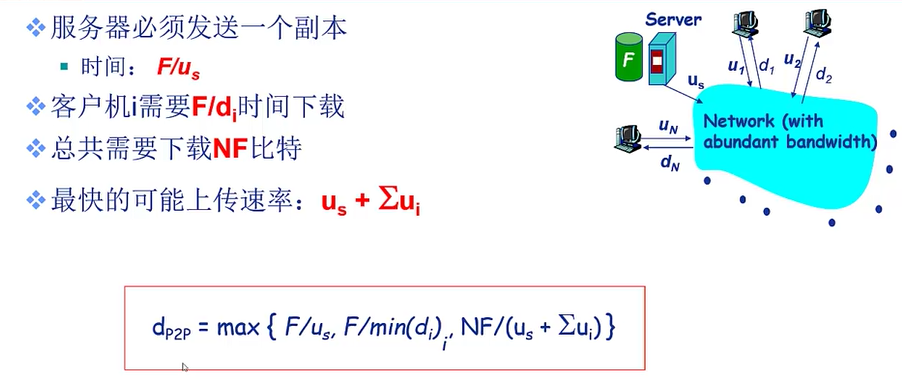 服务器必须发送一个副本
时间： F/us
客户机i需要F/di时间下载
总共需要下载NF比特
最快的可能上传速率：us + Σui
dP2P = max { F/us, F/min(di)i, NF/(us + Σui) }
Server
F
us
u1
d1
u2
d2
uN
dN
Network (with
abundant bandwidth)